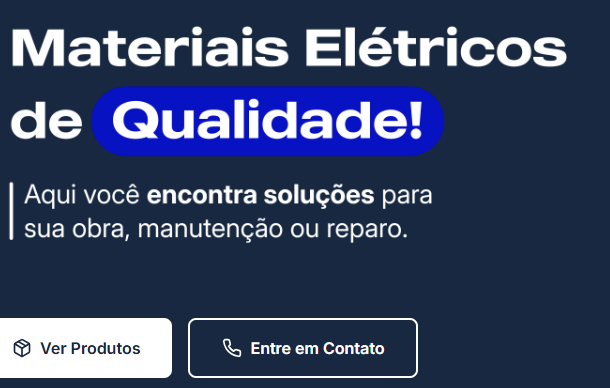 Materiais Elétricos
de Qualidade!
Aqui você encontra soluções para
sua obra, manutenção ou reparo.
Ver Produtos
Entre em Contato